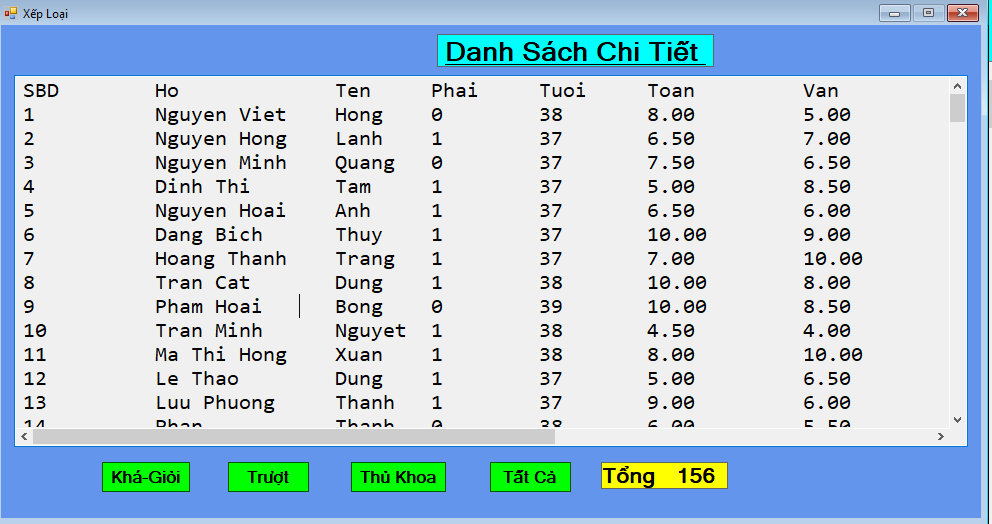 Xếp Loại
Danh Sách Chi Tiết
SBD Ho Ten Phai Tuoi Toan Van
1 Nguyen Viet Hong 0 38 8.00 5.00
2 Nguyen Hong Lanh 1 37 6.50 7.00
3 Nguyen Minh Quang 0 37 7.50 6.50
4 Dinh Thi Tam 1 37 5.00 8.50
5 Nguyen Hoai Anh 1 37 6.50 6.00
6 Dang Bich Thuy 1 37 10.00 9.00
7 Hoang Thanh Trang 1 37 7.00 10.00
8 Tran Cat Dung 1 38 10.00 8.00
9 Pham Hoai Bong 0 39 10.00 8.50
10 Tran Minh Nguyet 1 38 4.50 4.00
11 Ma Thi Hong Xuan 1 38 8.00 10.00
12 Le Thao Dung 1 37 5.00 6.50
13 Luu Phuong Thanh 1 37 9.00 6.00
14 Phan Thanh 0 38 6.00 5.50
Khá-Giỏi Trượt Thủ Khoa Tất Cả Tổng 156